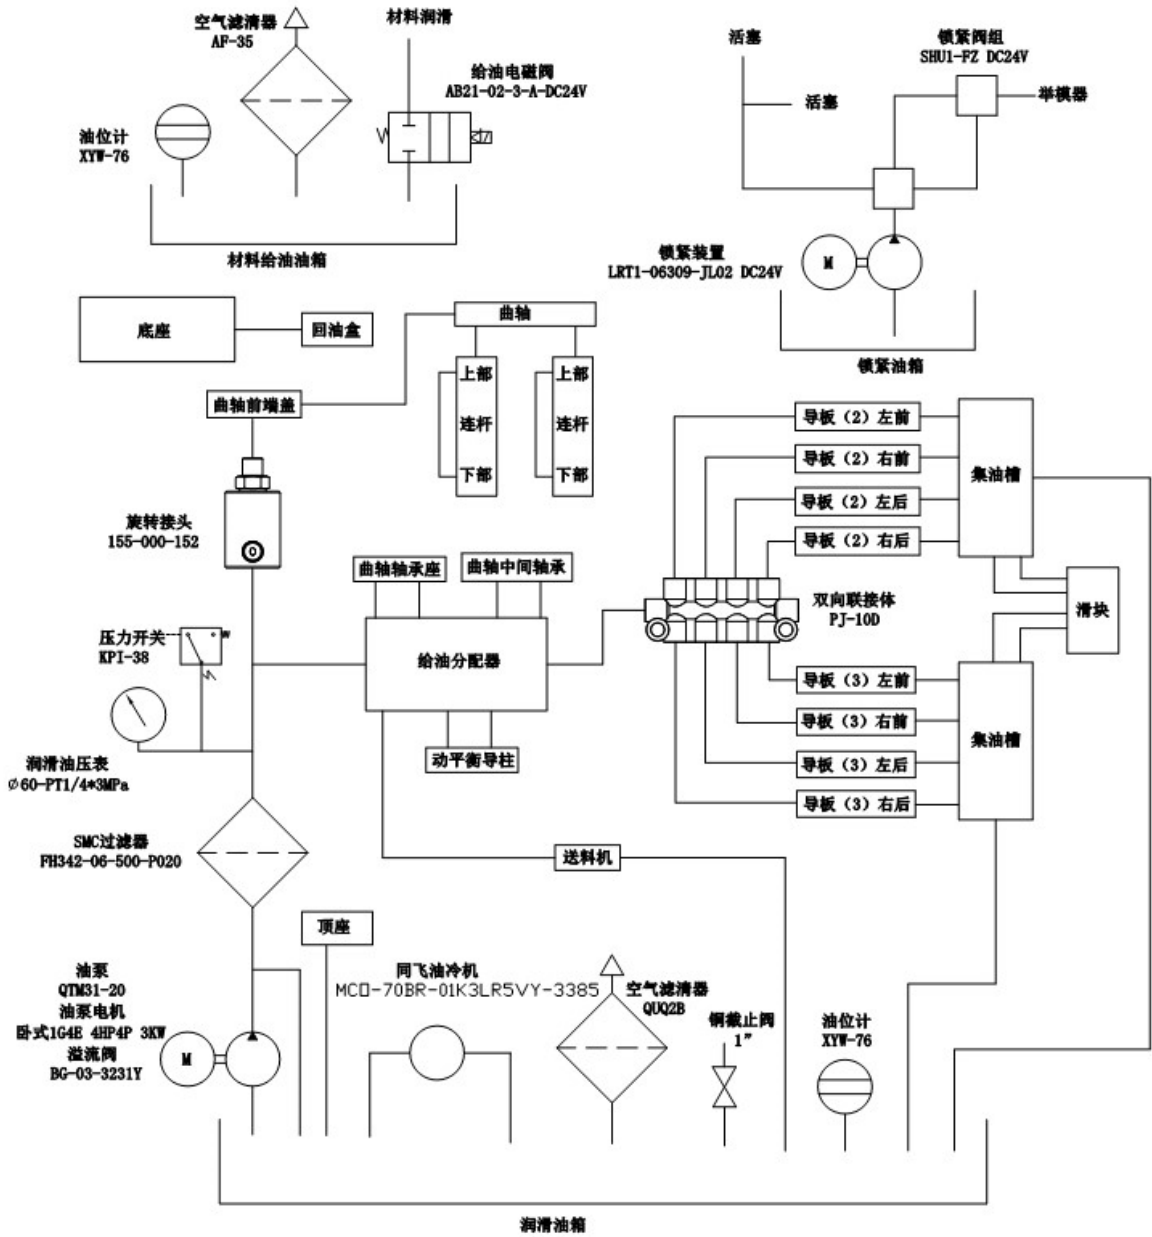 空气滤清器
AF-35
材料润滑
给油电磁阀
AB21-02-3-A-DC24V
油位计
XYW-76
材料给油油箱
活塞
活塞
锁紧阀组
SHU1-FZ DC24V
举模器
锁紧装置
LRT1-06309-JL02 DC24V
M
锁紧油箱
底座
回油盒
曲轴
曲轴前端盖
上部
连杆
下部
上部
连杆
下部
旋转接头
155-000-152
导板（2）左前
导板（2）右前
导板（2）左后
导板（2）右后
集油槽
曲轴轴承座
曲轴中间轴承
双向联接体
PJ-10D
滑块
压力开关
KPI-38
给油分配器
导板（3）左前
导板（3）右前
导板（3）左后
导板（3）右后
集油槽
动平衡导柱
润滑油压表
∅60-PT1/4*3MPa
SMC过滤器
FH342-06-500-P020
送料机
顶座
油泵
QTM31-20
油泵电机
卧式1G4E 4HP4P 3KW
溢流阀
BG-03-3231Y
M
同飞油冷机
MCO-70BR-01K3LR5VY-3385
空气滤清器
QUQ2B
铜截止阀
1”
油位计
XYW-76
润滑油箱